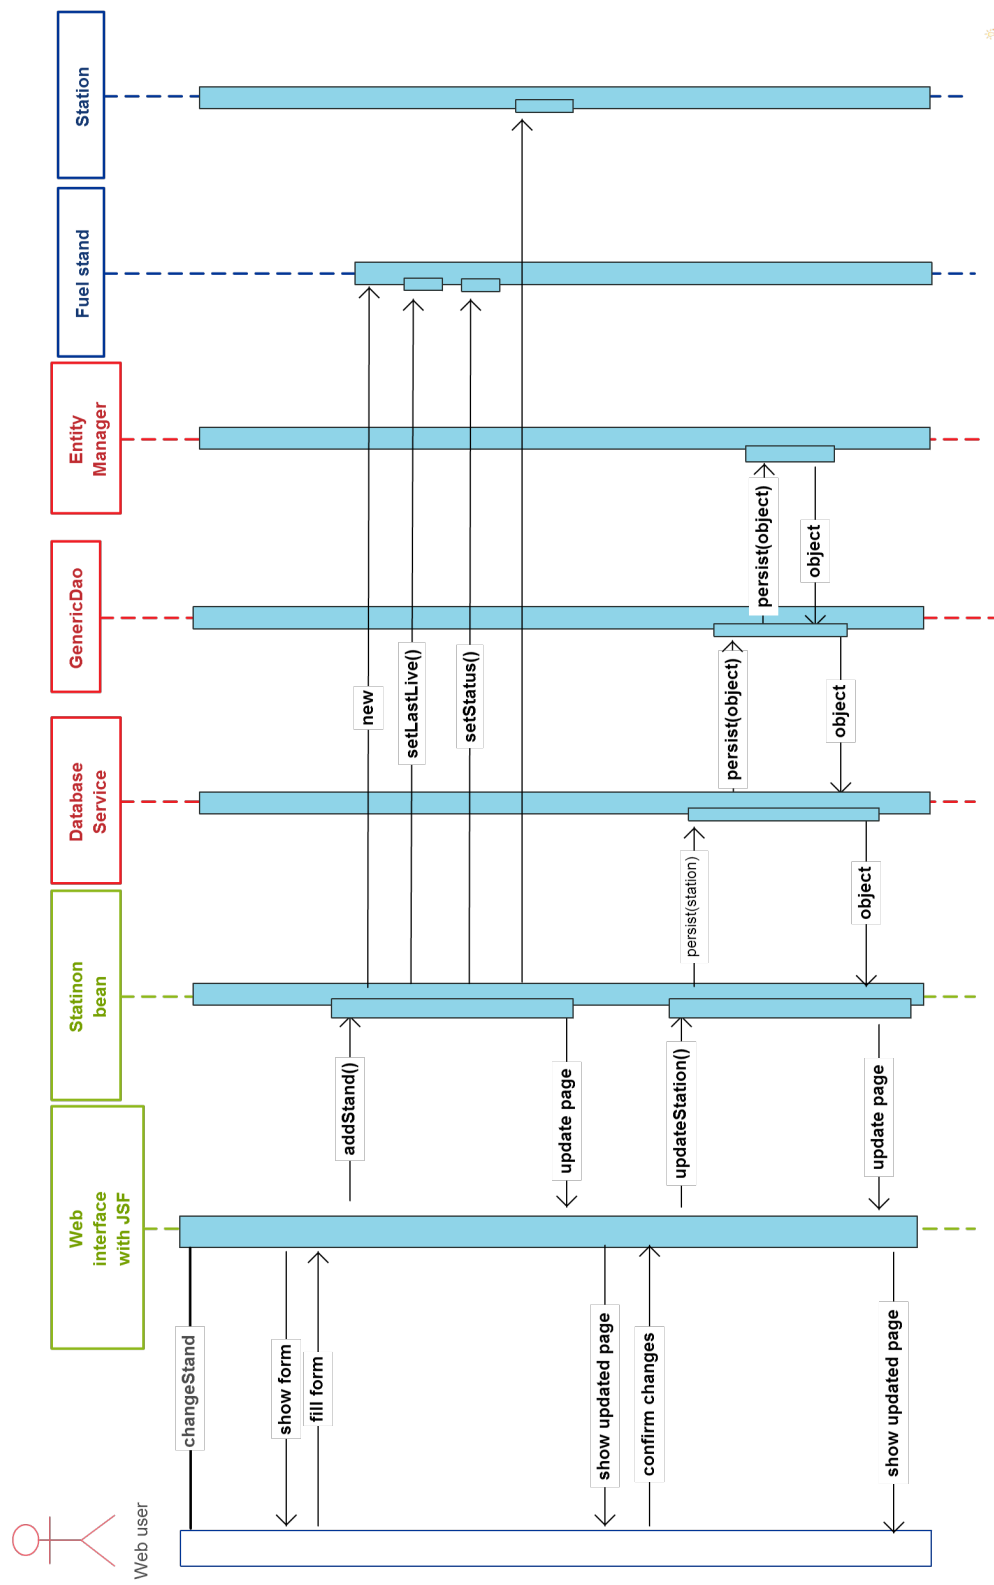 Web user
Web
interface
with JSF
Statinon
bean
Database
Service
GenericDao
Entity
Manager
Fuel stand
Station
changeStand
show form
fill form
addStand()
new
setLastLive()
setStatus()
update page
show updated page
confirm changes
updateStation()
persist(station)
persist(object)
persist(object)
object
object
object
update page
show updated page